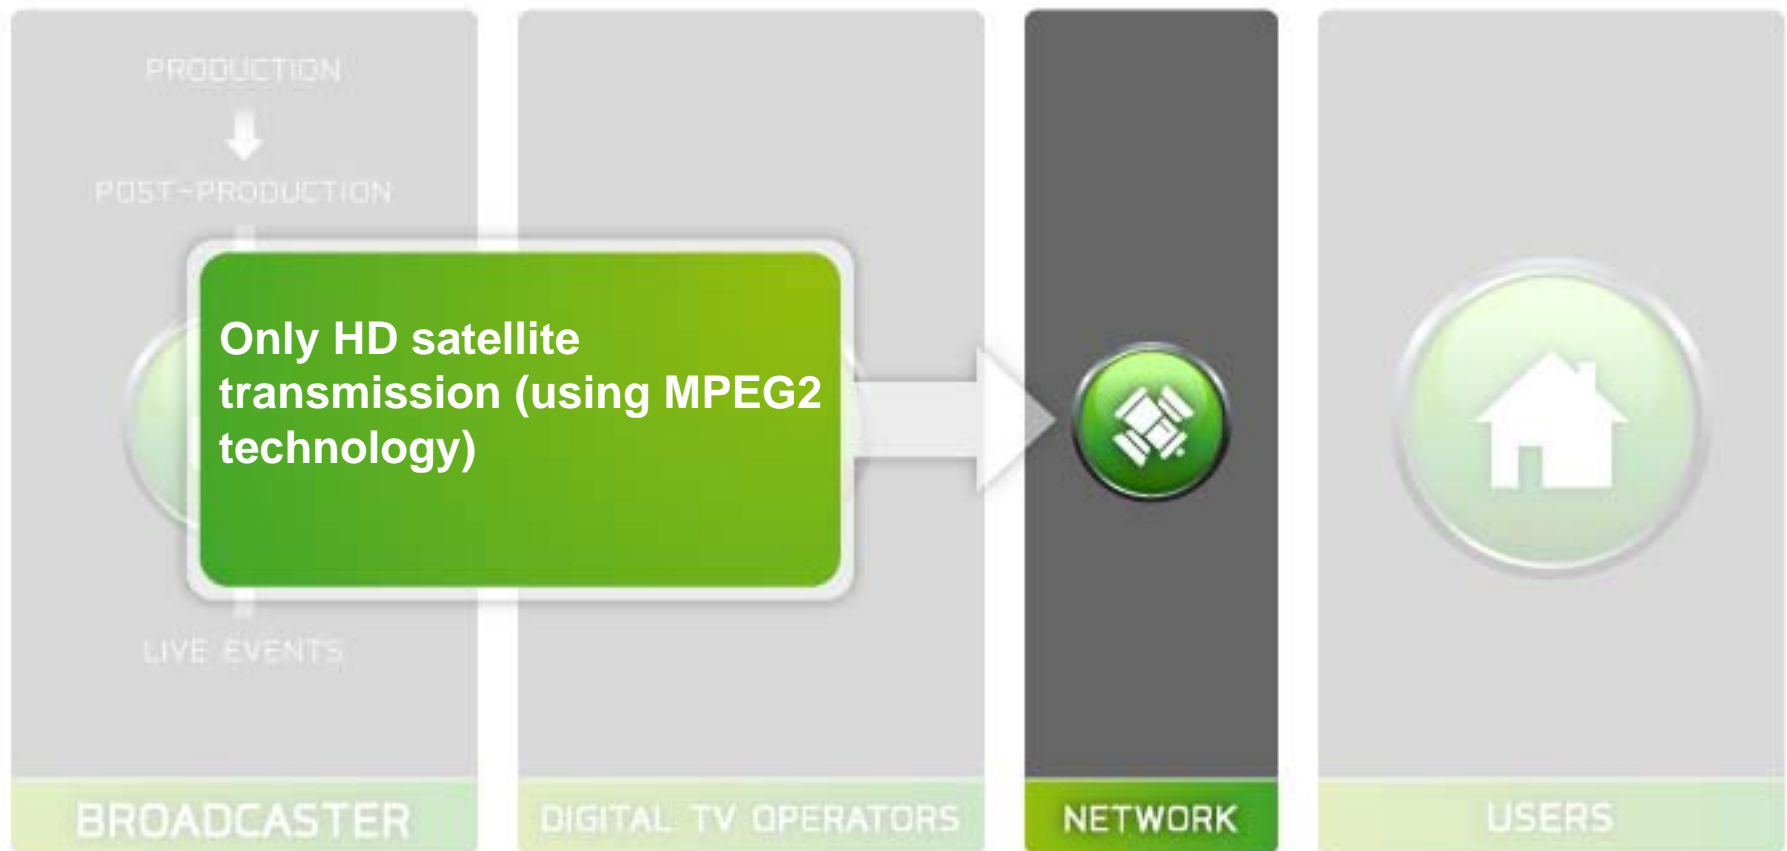 PRODUCTION
POST-PRODUCTION
Only HD satellite
transmission (using MPEG2
technology)
LIVE EVENTS
BROADCASTER
DIGITAL TV OPERATORS
NETWORK
USERS